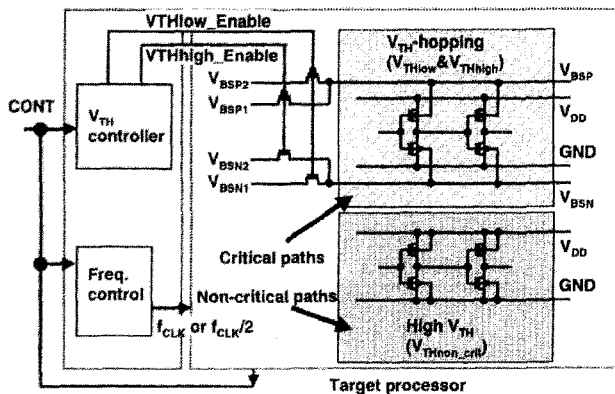 VTHlow_Enable
VTHhigh_Enable
VTH-hopping
(VTHlow&VTHhigh)
VBSP2
VBSP
VBSP1
VDD
CONT
VTH
controller
GND
VBSN2
VBSN1
VBSN
Critical paths
VDD
Freq.
control
Non-critical paths
GND
fCLK or fCLK/2
High VTH
(VTHnon_crit)
Target processor